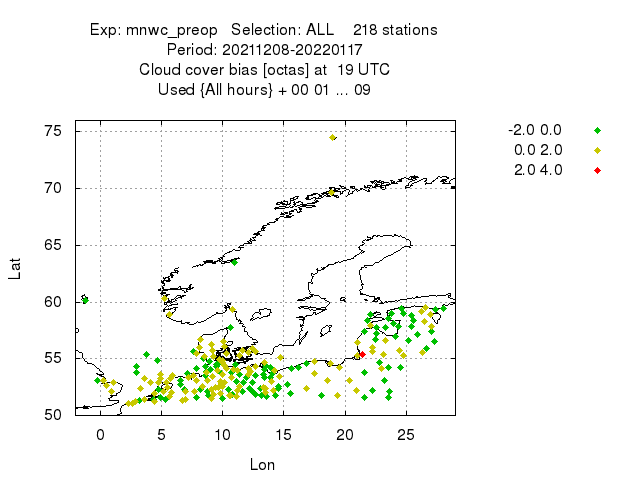 Exp: mnwc_preop Selection: ALL 218 stations
Period: 20211208-20220117
Cloud cover bias [octas] at 19 UTC
Used {All hours} + 00 01 ... 09
-2.0 0.0
0.0 2.0
2.0 4.0
75
70
65
60
55
50
Lat
0 5 10 15 20 25
Lon